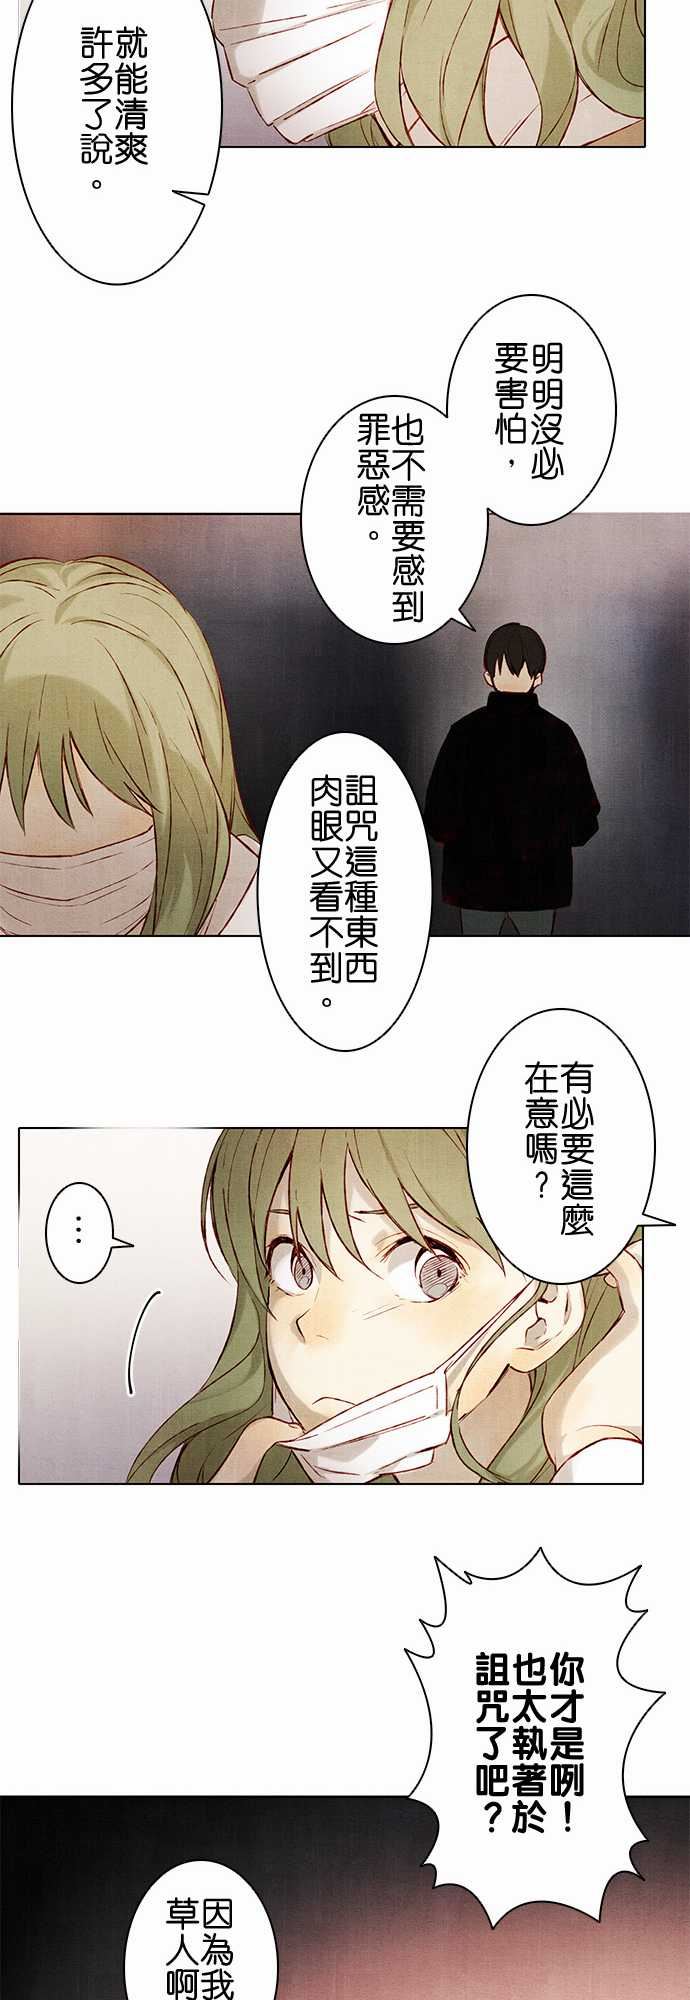 就能清爽
許多了說。
明明沒必
要害怕，
也不需要感到
罪惡感。
詛咒這種東西
肉眼又看不到。
有必要這麼
在意嗎？
…
你才是咧！
也太執著於
詛咒了吧？
因為我
草人啊